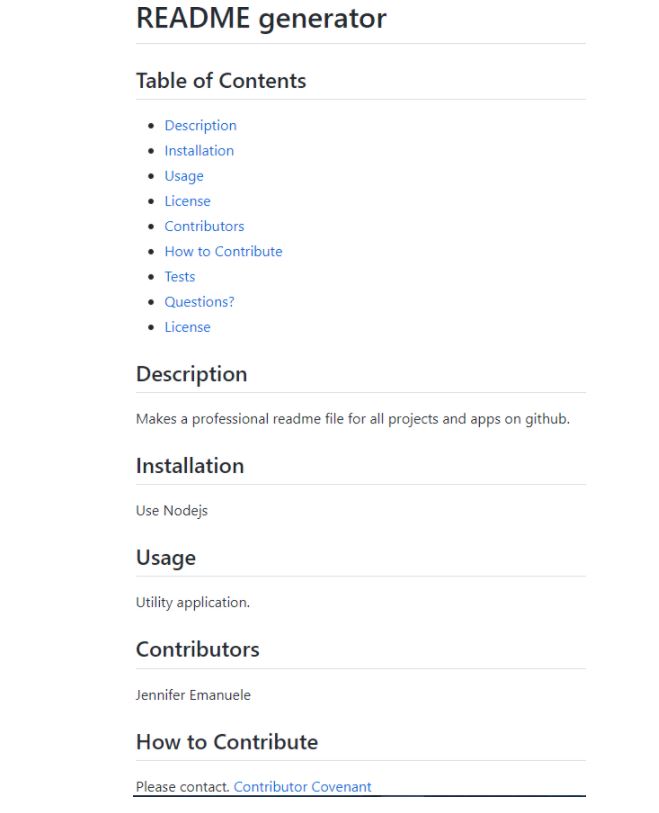 README generator
Table of Contents
Description
Installation
Usage
License
Contributors
How to Contribute
Tests
Questions?
License
Description
Makes a professional readme file for all projects and apps on github.
Installation
Use Nodejs
Usage
Utility application.
Contributors
Jennifer Emanuele
How to Contribute
Please contact. Contributor Covenant